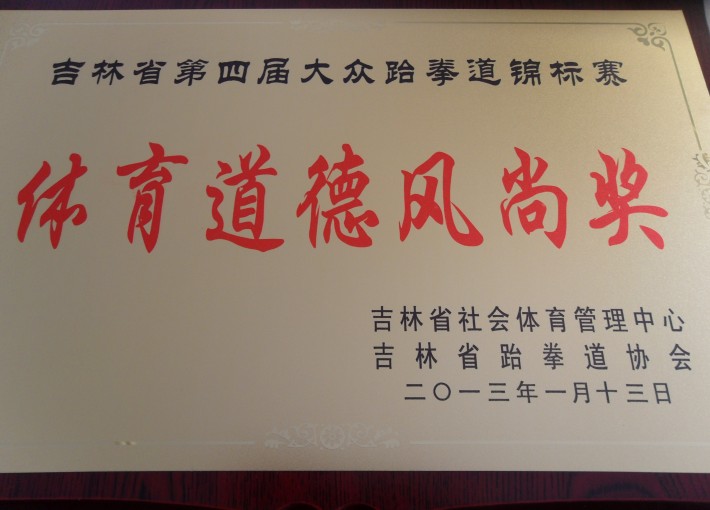 吉林省第四届大众跆拳道锦标赛
体育道德风尚奖
吉林省社会体育管理中心
吉林省跆拳道协会
二〇一三年一月十三日